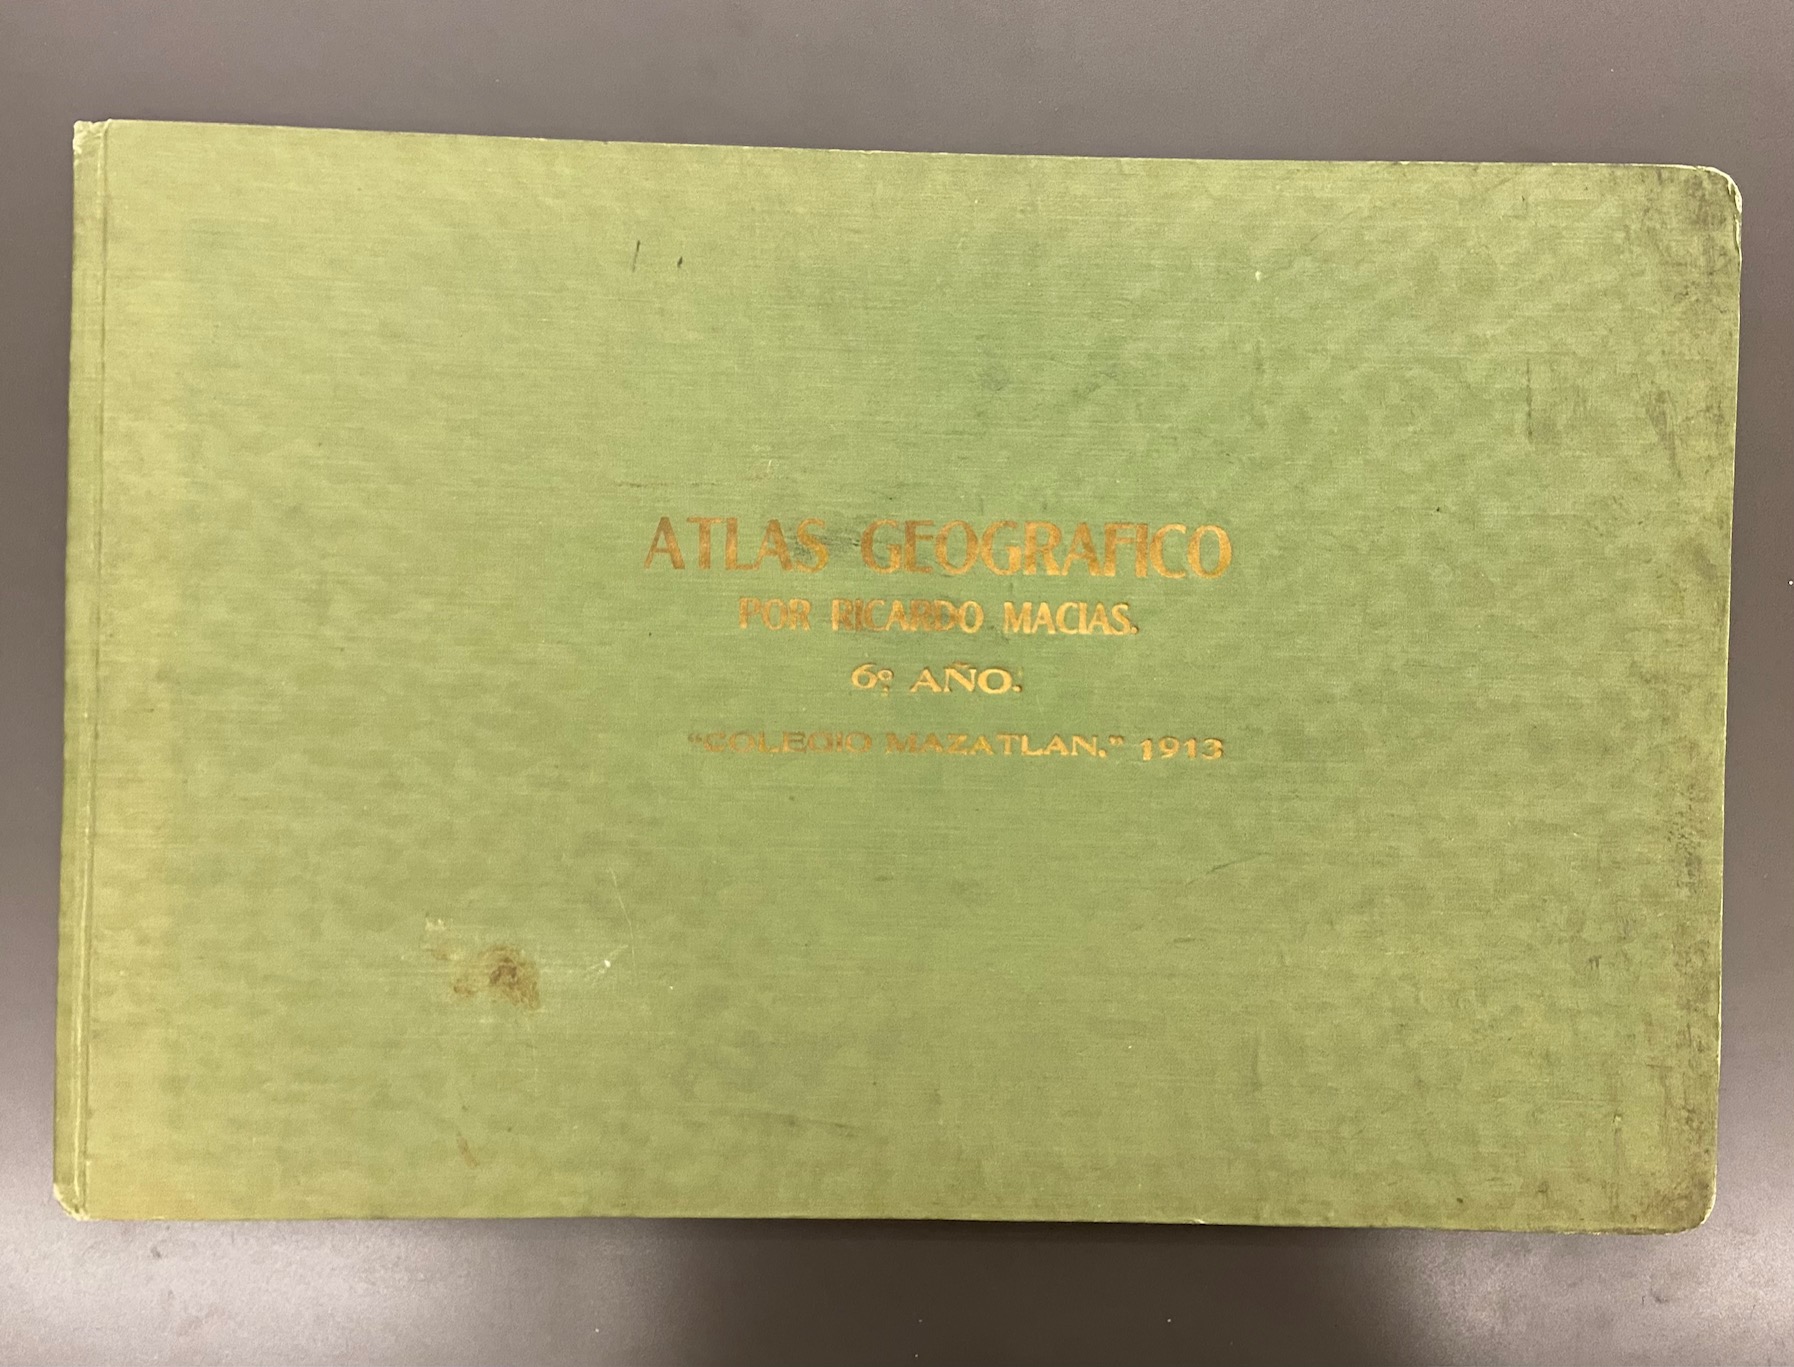 ATLAS GEOGRAFICO
POR RICARDO MACIAS.
6º AÑO.
"COLEGIO MAZATLAN." 1913